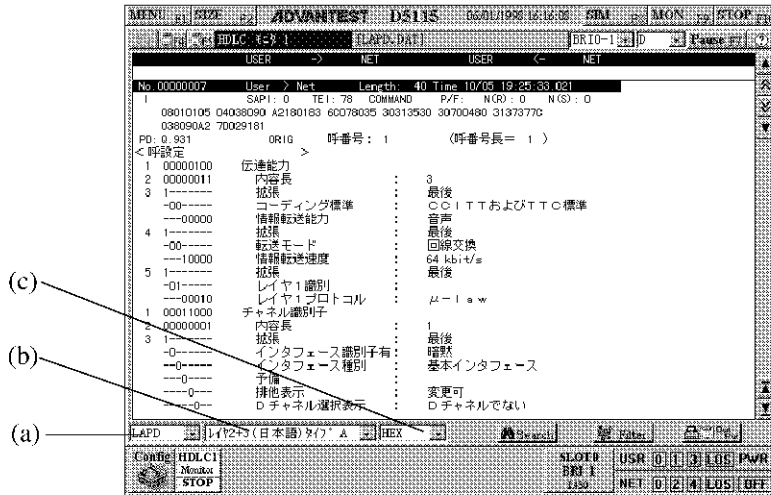 MENU F1 SIZE F2 ADVANTEST D5115 06/01/1998 16:16:08 SIM MON F9 STOP F10
HDLC モニタ 1 [LAPD.DAT] BRI0-1 D Pause F7
USER -> NET USER <- NET
No.00000007 User > Net Length: 40 Time 10/05 19:25:33.021
I SAPI: 0 TEI: 78 COMMAND P/F: N(R): 0 N(S): 0
08010105 04038090 A2180183 6C078035 30313530 30700480 3137377C
038090A2 70029181
PD: Q.931 ORIG 呼番号: 1 (呼番号長= 1 )
<呼設定 >
1 00000100 伝達能力
2 00000011 内容長 : 3
3 1------- 拡張 : 最後
-00----- コーディング標準 : CCITTおよびTTC標準
---00000 情報転送能力 : 音声
4 1------- 拡張 : 最後
-00----- 転送モード : 回線交換
---10000 情報転送速度 : 64 kbit/s
5 1------- 拡張 : 最後
-01----- レイヤ1識別 :
---00010 レイヤ1プロトコル : μ-law
1 00011000 チャネル識別子
2 00000001 内容長 : 1
3 1------- 拡張 : 最後
-0------ インタフェース識別子有: 暗黙
--0----- インタフェース種別 : 基本インタフェース
---0---- 予備 :
----0--- 排他表示 : 変更可
-----0-- Dチャネル選択表示 : Dチャネルでない
(c)
(b)
(a)
LAPD レイヤ2+3(日本語)タイプ A HEX Search Filter
Config HDLC1 Monitor STOP
SLOT0 BRI 1 I.430
USR 0 1 3 LOS PWR
NET 0 2 4 LOS OFF